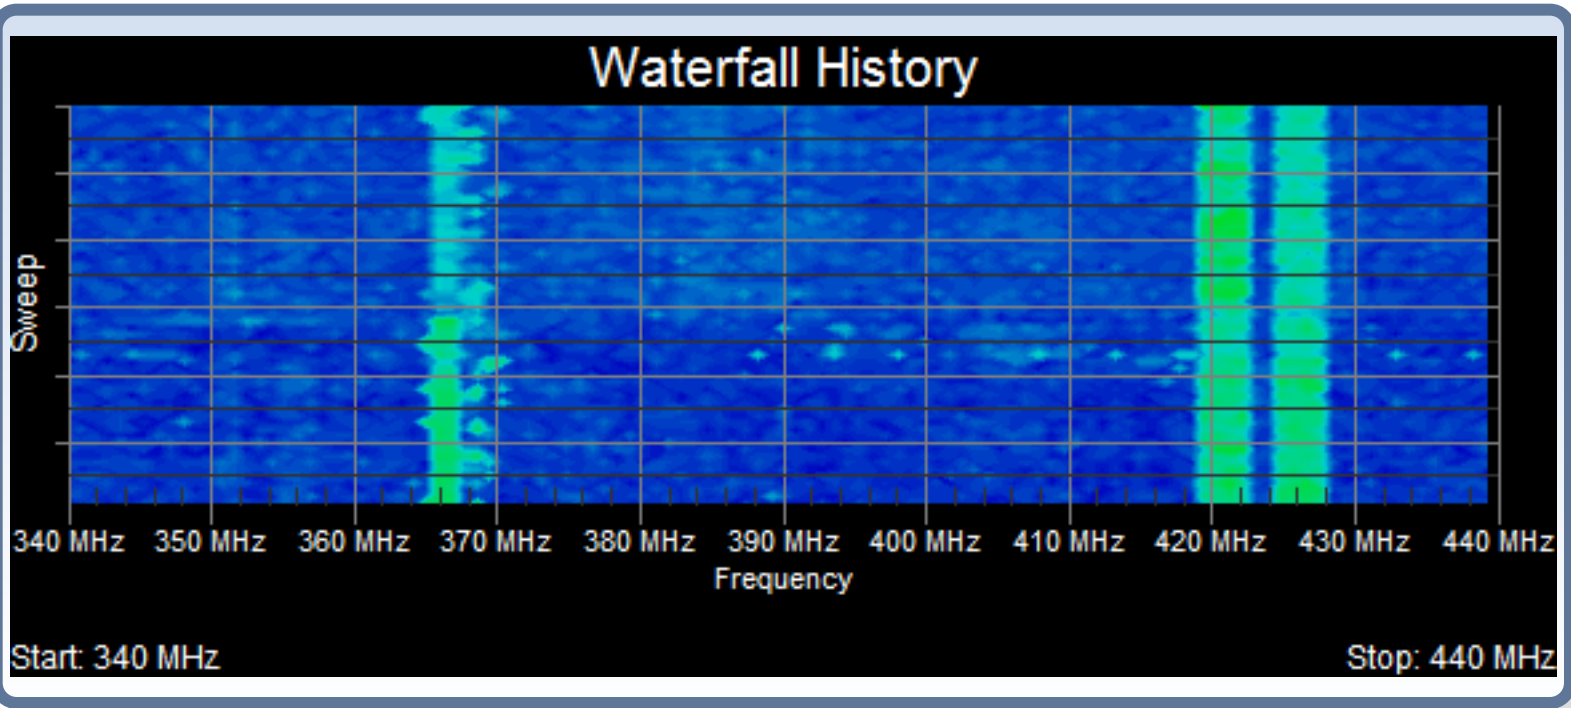 Waterfall History
Sweep
340 MHz 350 MHz 360 MHz 370 MHz 380 MHz 390 MHz 400 MHz 410 MHz 420 MHz 430 MHz 440 MHz
Frequency
Start: 340 MHz Stop: 440 MHz